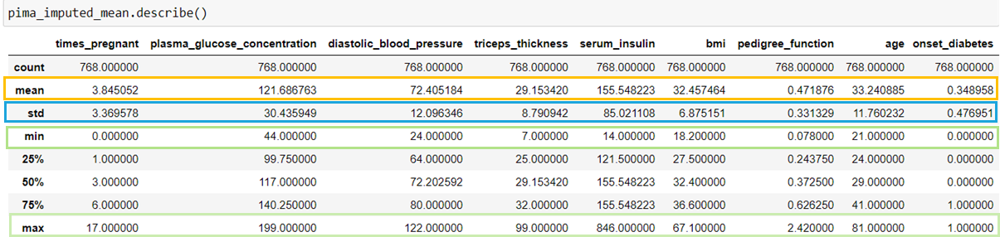 pima_imputed_mean.describe()
times_pregnant plasma_glucose_concentration diastolic_blood_pressure triceps_thickness serum_insulin bmi pedigree_function age onset_diabetes
count 768.000000 768.000000 768.000000 768.000000 768.000000 768.000000 768.000000 768.000000 768.000000
mean 3.845052 121.686763 72.405184 29.153420 155.548223 32.457464 0.471876 33.240885 0.348958
std 3.369578 30.435949 12.096346 8.790942 85.021108 6.875151 0.331329 11.760232 0.476951
min 0.000000 44.000000 24.000000 7.000000 14.000000 18.200000 0.078000 21.000000 0.000000
25% 1.000000 99.750000 64.000000 25.000000 121.500000 27.500000 0.243750 24.000000 0.000000
50% 3.000000 117.000000 72.202592 29.153420 155.548223 32.400000 0.372500 29.000000 0.000000
75% 6.000000 140.250000 80.000000 32.000000 155.548223 36.600000 0.626250 41.000000 1.000000
max 17.000000 199.000000 122.000000 99.000000 846.000000 67.100000 2.420000 81.000000 1.000000